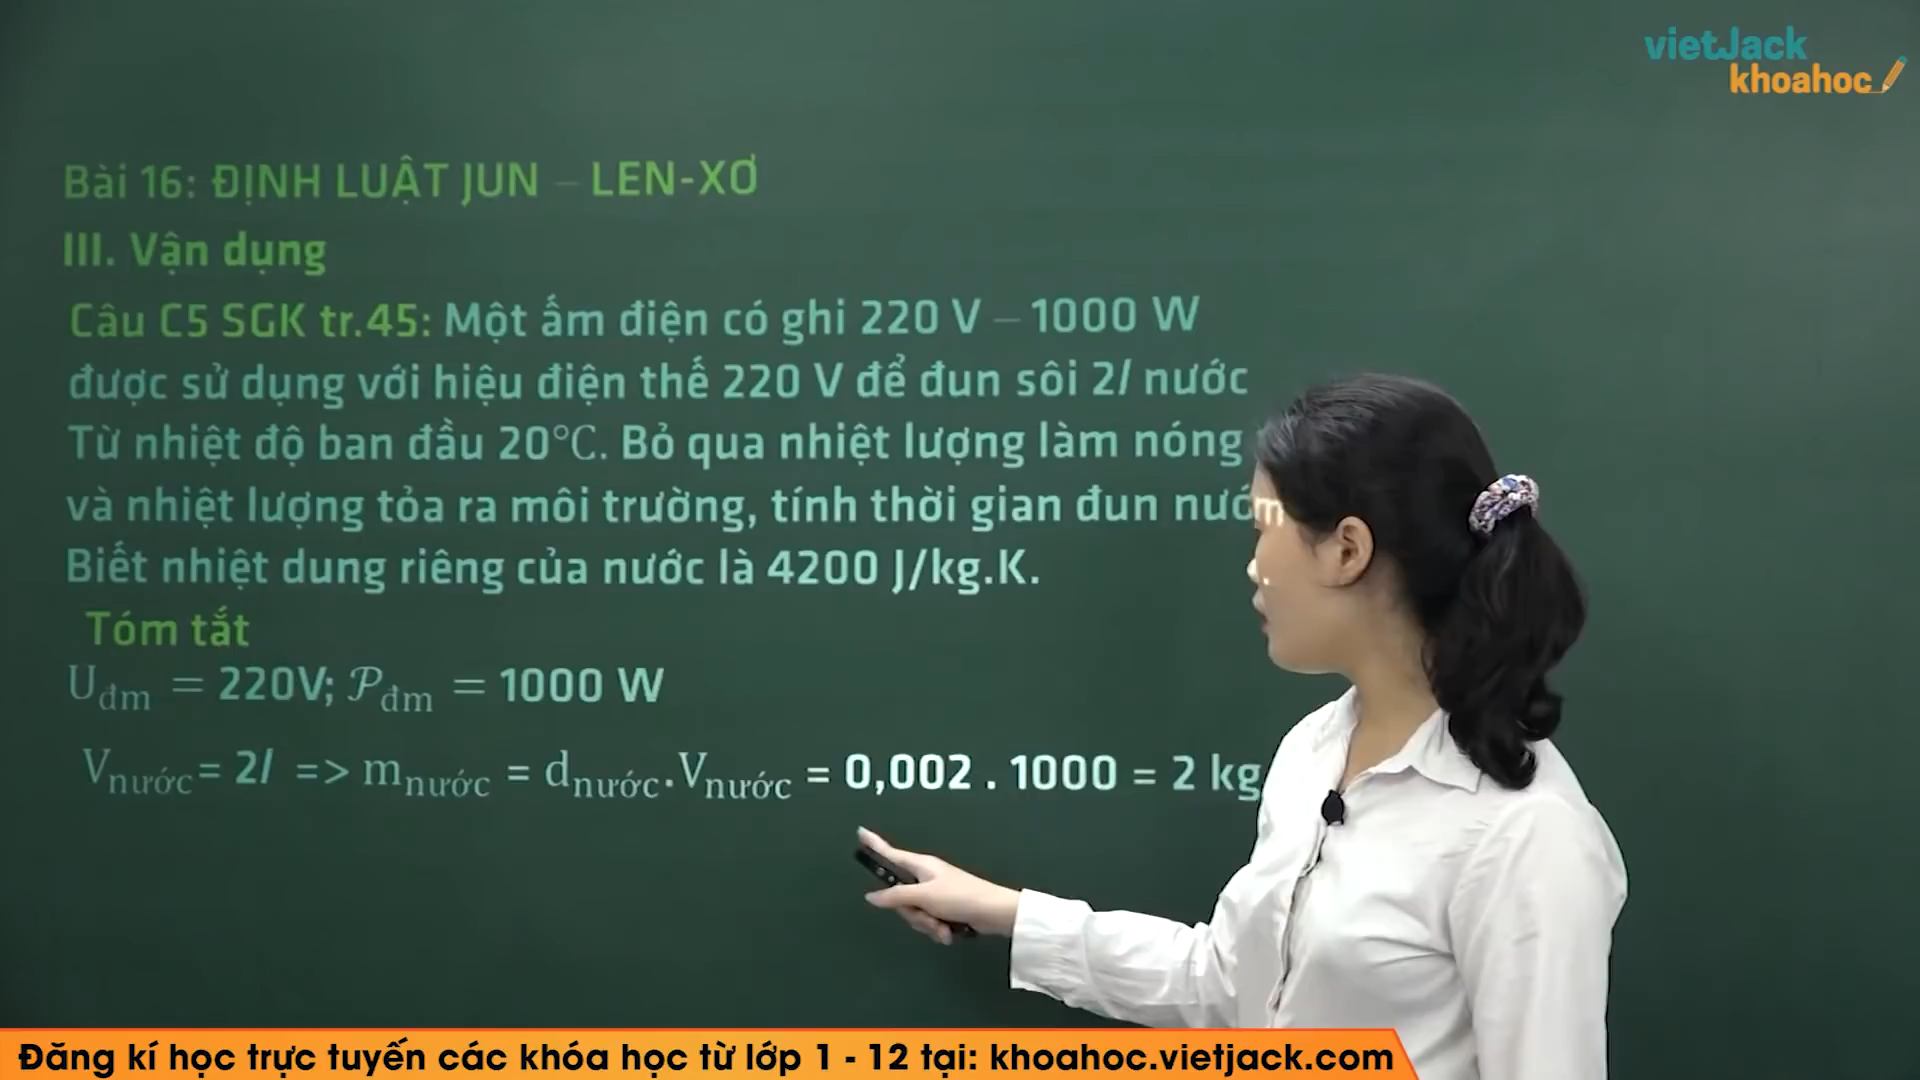 vietJack
khoahoc
Bài 16: ĐỊNH LUẬT JUN – LEN-XƠ
III. Vận dụng
Câu C5 SGK tr.45: Một ấm điện có ghi 220 V – 1000 W
được sử dụng với hiệu điện thế 220 V để đun sôi 2l nước
Từ nhiệt độ ban đầu 20°C. Bỏ qua nhiệt lượng làm nóng
và nhiệt lượng tỏa ra môi trường, tính thời gian đun
Biết nhiệt dung riêng của nước là 4200 J/kg.K.
Tóm tắt
Uđm = 220V; 𝒫đm = 1000 W
Vnước = 2l => mnước = dnước.Vnước = 0,002 . 1000 = 2 kg
Đăng kí học trực tuyến các khóa học từ lớp 1 - 12 tại: khoahoc.vietjack.com